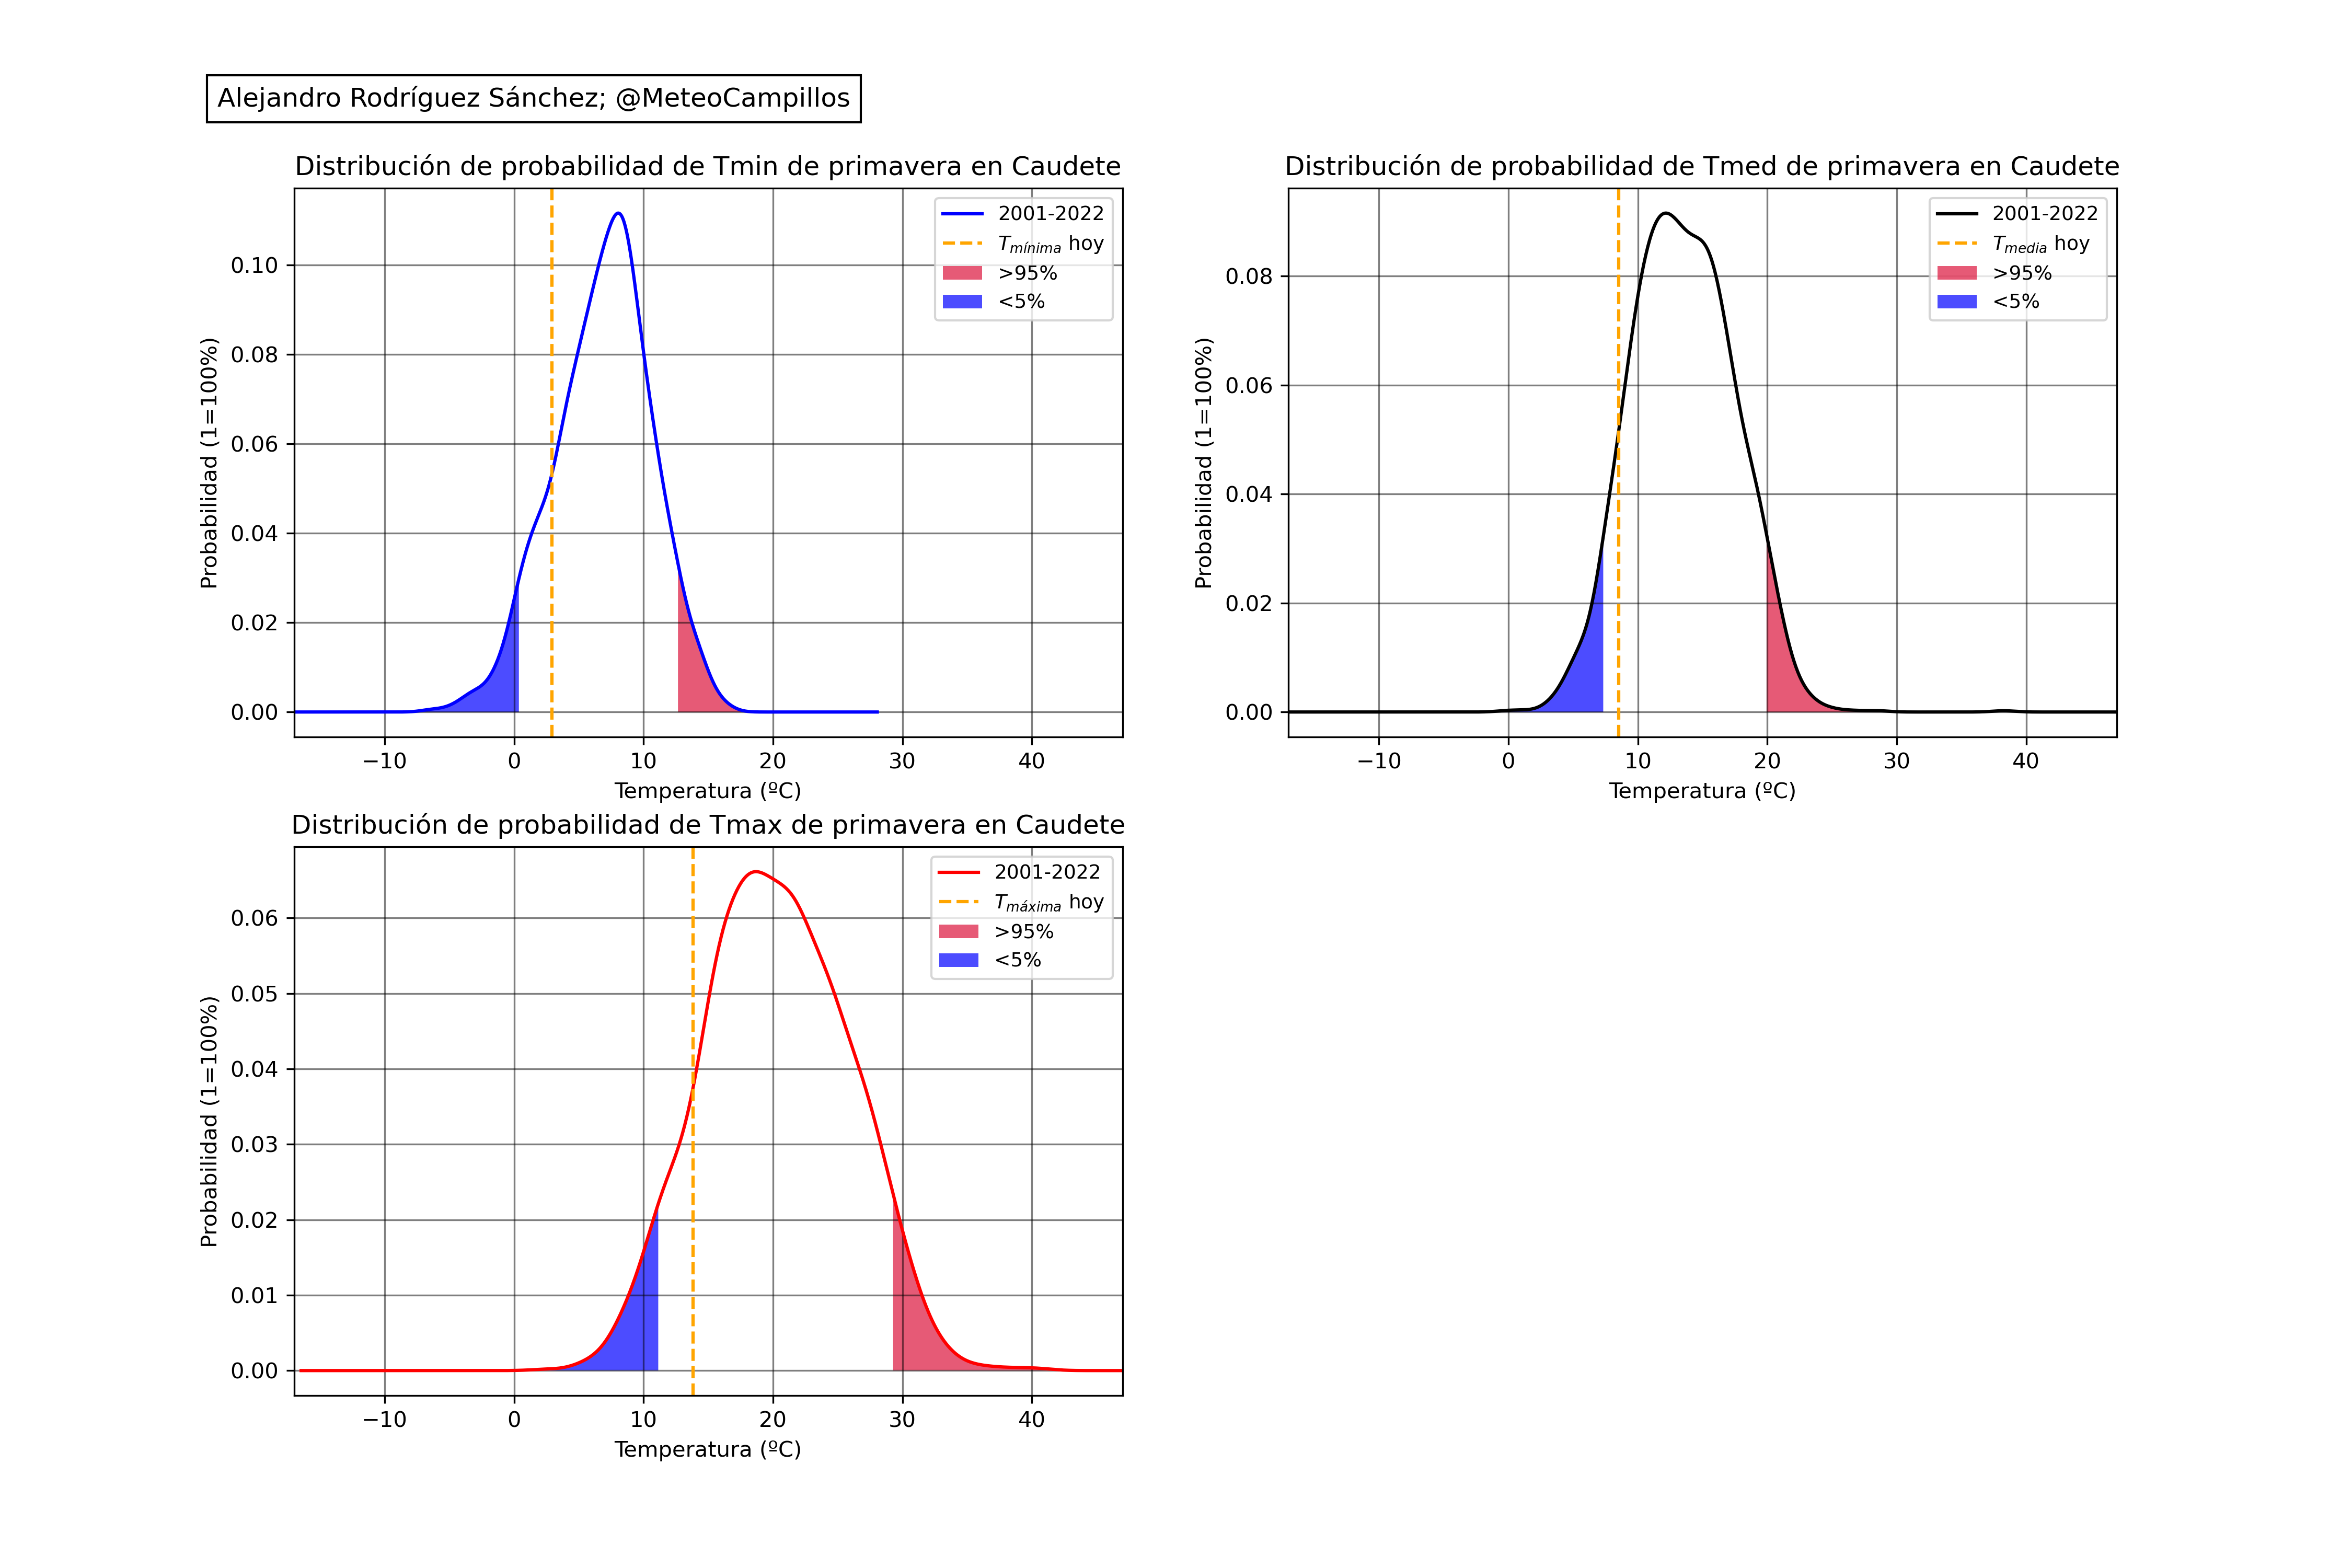 Alejandro Rodríguez Sánchez; @MeteoCampillos
Distribución de probabilidad de Tmin de primavera en Caudete
Probabilidad (1=100%)
0.10
0.08
0.06
0.04
0.02
0.00
−10 0 10 20 30 40
Temperatura (ºC)
2001-2022
Tmínima hoy
>95%
<5%
Distribución de probabilidad de Tmed de primavera en Caudete
Probabilidad (1=100%)
0.08
0.06
0.04
0.02
0.00
−10 0 10 20 30 40
Temperatura (ºC)
2001-2022
Tmedia hoy
>95%
<5%
Distribución de probabilidad de Tmax de primavera en Caudete
Probabilidad (1=100%)
0.06
0.05
0.04
0.03
0.02
0.01
0.00
−10 0 10 20 30 40
Temperatura (ºC)
2001-2022
Tmáxima hoy
>95%
<5%